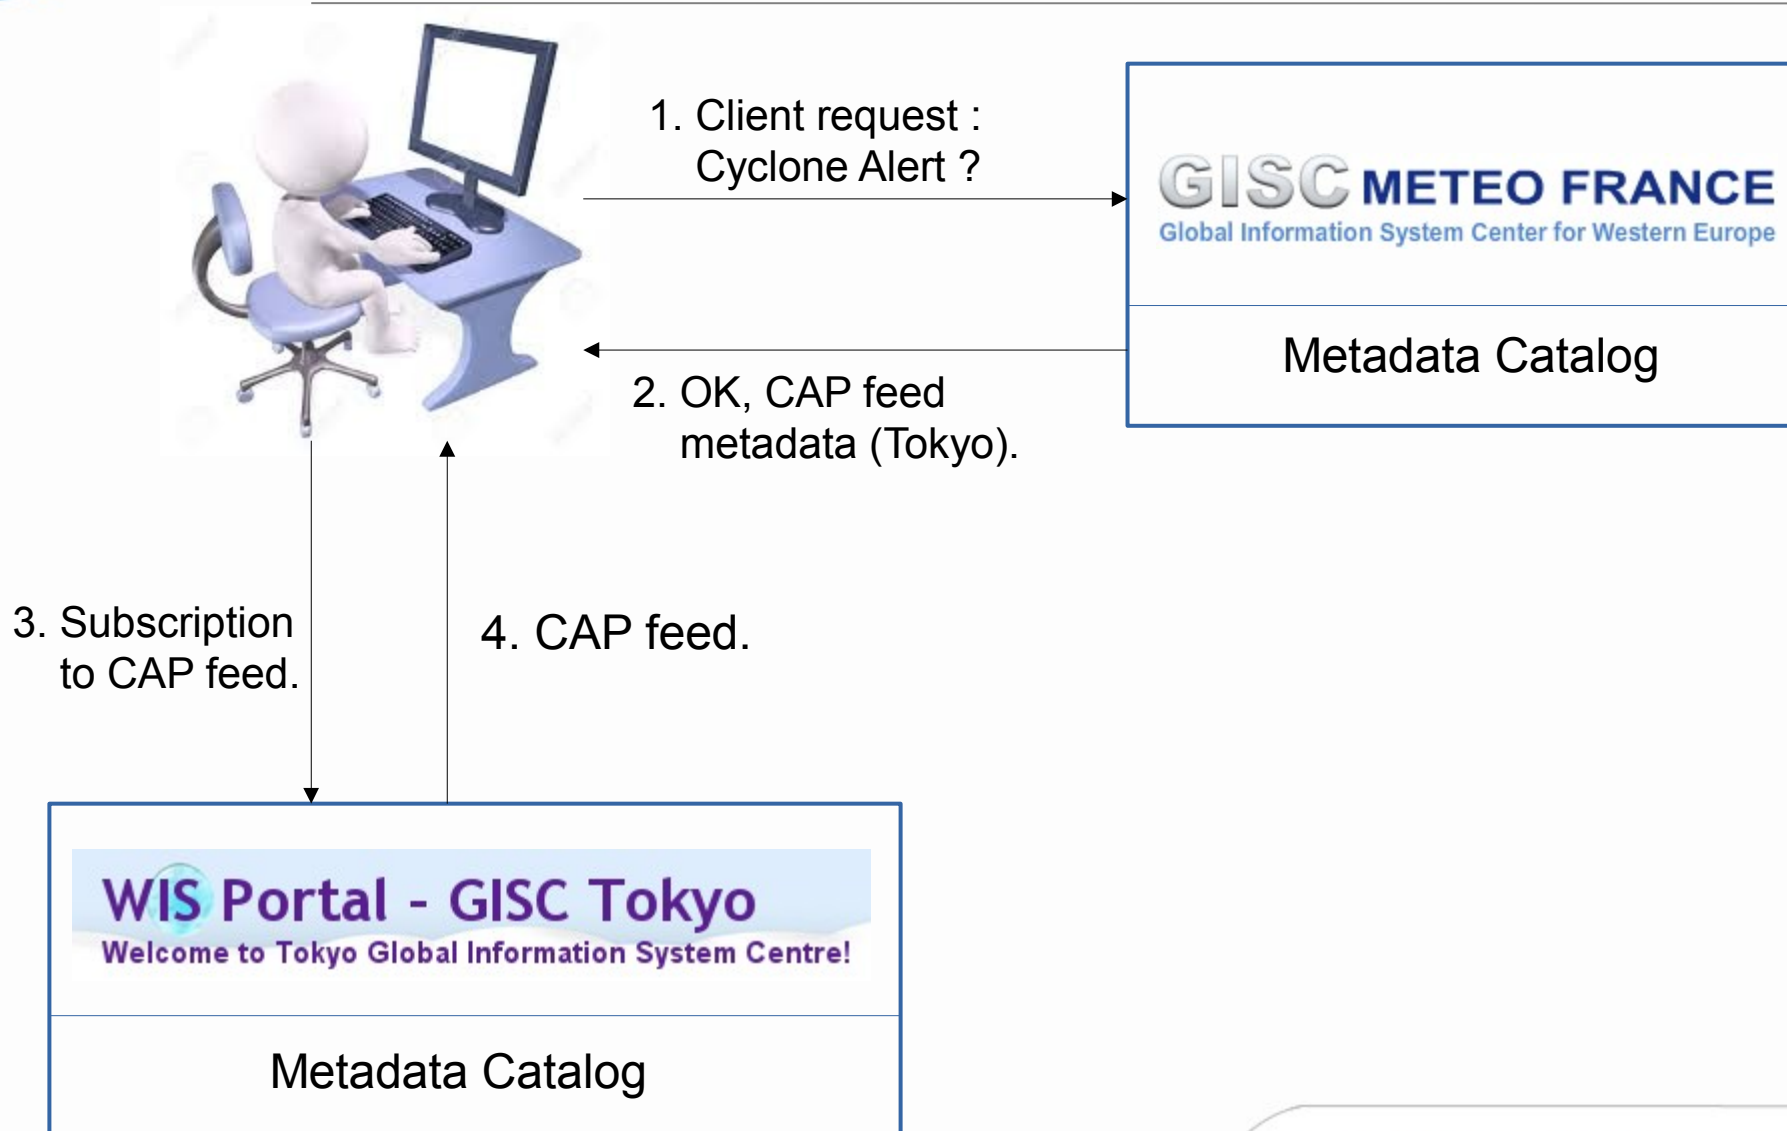 1. Client request :
Cyclone Alert ?
GISC METEO FRANCE
Global Information System Center for Western Europe
Metadata Catalog
2. OK, CAP feed
metadata (Tokyo).
3. Subscription
to CAP feed.
4. CAP feed.
WIS Portal - GISC Tokyo
Welcome to Tokyo Global Information System Centre!
Metadata Catalog